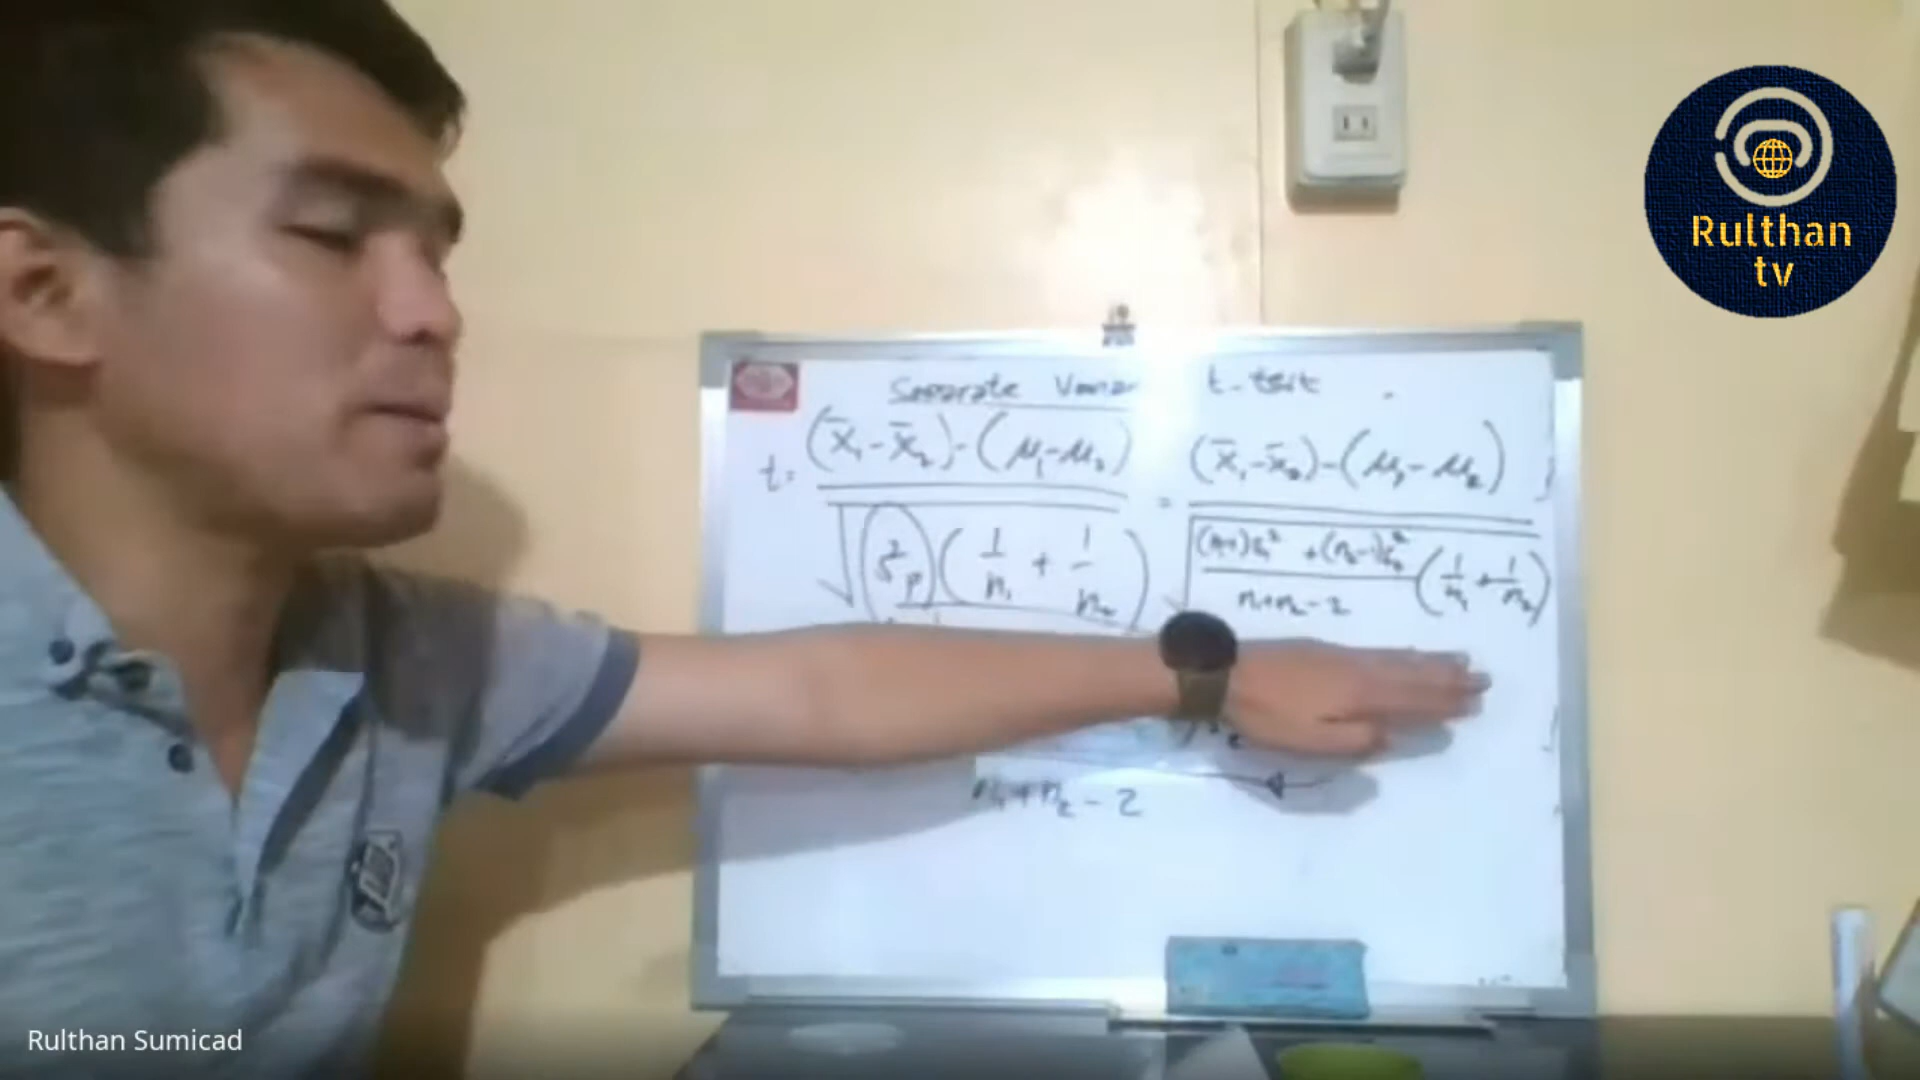 Rulthan
tv
Separate t-test
t = (x̄₁-x̄₂)-(μ₁-μ₂) / √(s²p(1/n₁ + 1/n₂)) = (x̄₁-x̄₂)-(μ₁-μ₂) / √((n₁-1)s₁² +(n₂-1)s₂² / n₁+n₂-2 (1/n₁+1/n₂))
n₁+n₂-2
Rulthan Sumicad